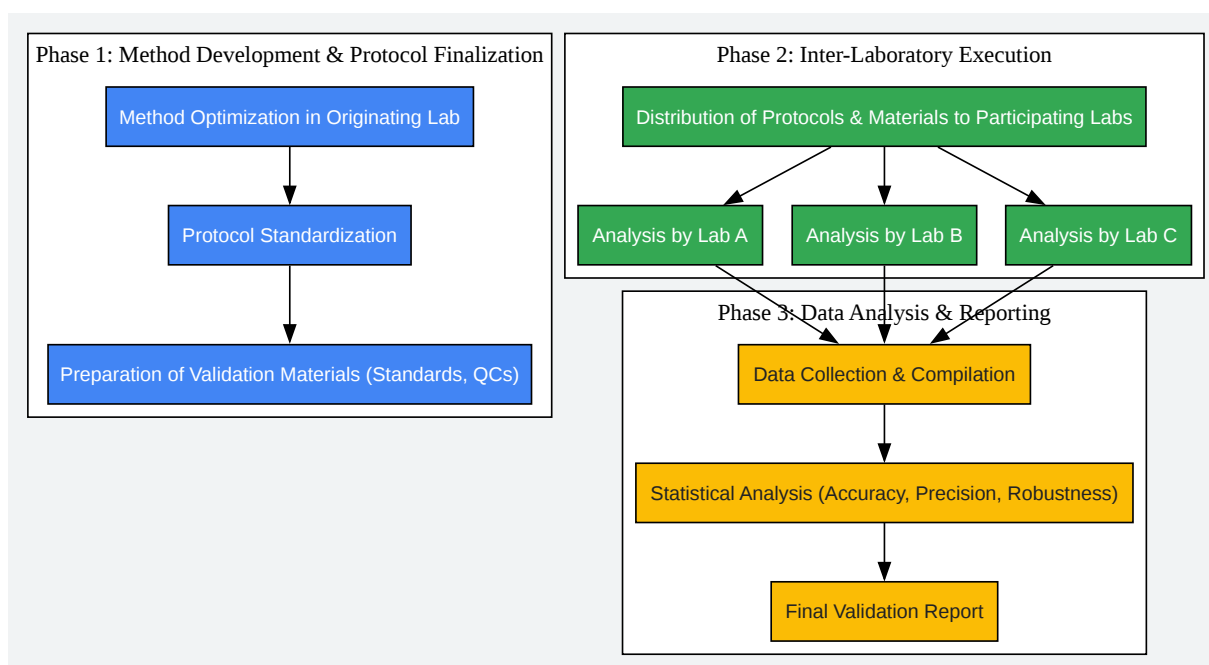 Phase 1: Method Development & Protocol Finalization
Method Optimization in Originating Lab
Protocol Standardization
Preparation of Validation Materials (Standards, QCs)
Phase 2: Inter-Laboratory Execution
Distribution of Protocols & Materials to Participating Labs
Analysis by Lab A
Analysis by Lab B
Analysis by Lab C
Phase 3: Data Analysis & Reporting
Data Collection & Compilation
Statistical Analysis (Accuracy, Precision, Robustness)
Final Validation Report